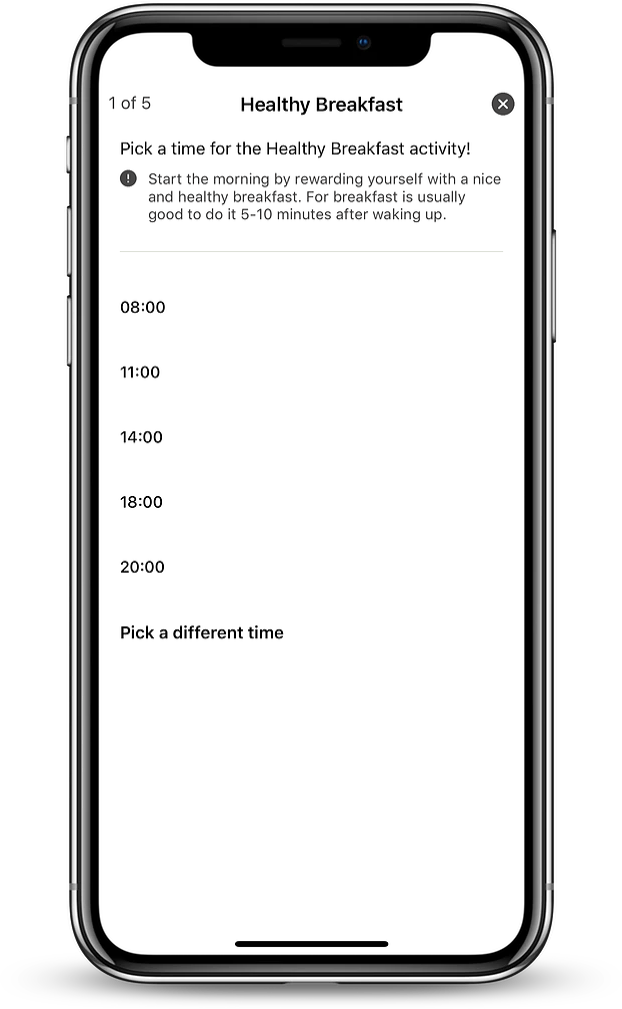 1 of 5
Healthy Breakfast
Pick a time for the Healthy Breakfast activity!
Start the morning by rewarding yourself with a nice
and healthy breakfast. For breakfast is usually
good to do it 5-10 minutes after waking up.
08:00
11:00
14:00
18:00
20:00
Pick a different time